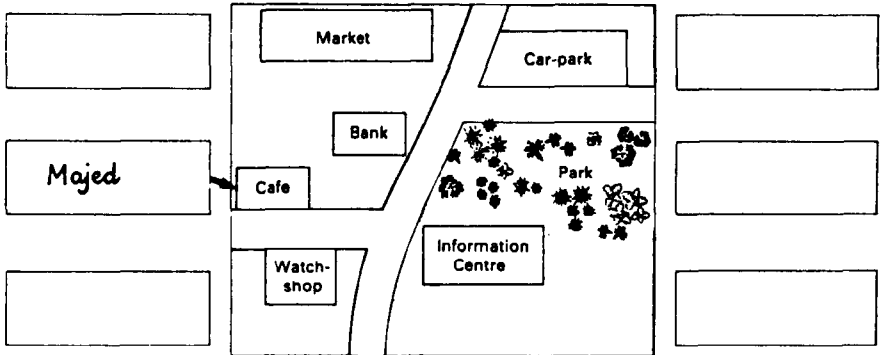 Market
Car-park
Bank
Park
Majed
Cafe
Information
Centre
Watch-
shop